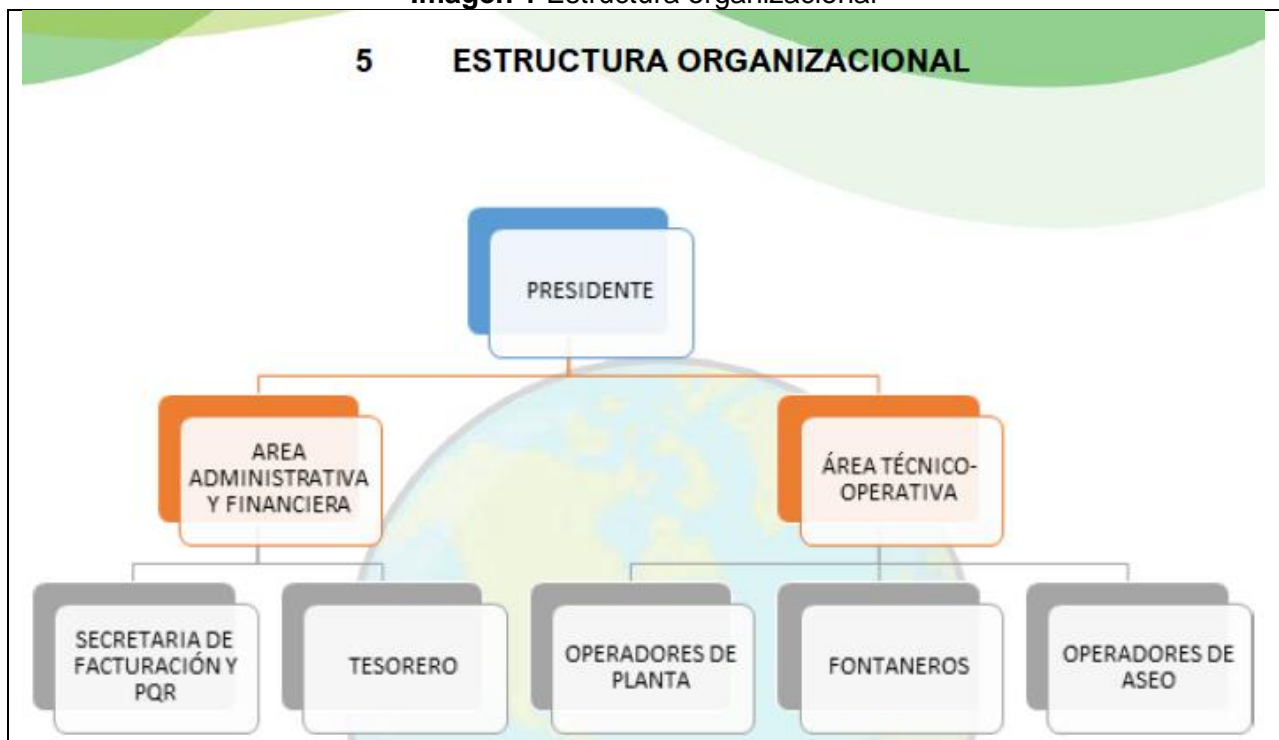 Imagen 1 Estructura organizacional
5 ESTRUCTURA ORGANIZACIONAL
PRESIDENTE
AREA
ADMINISTRATIVA
Y FINANCIERA
ÁREA TÉCNICO-
OPERATIVA
SECRETARIA DE
FACTURACIÓN Y
PQR
TESORERO
OPERADORES DE
PLANTA
FONTANEROS
OPERADORES DE
ASEO